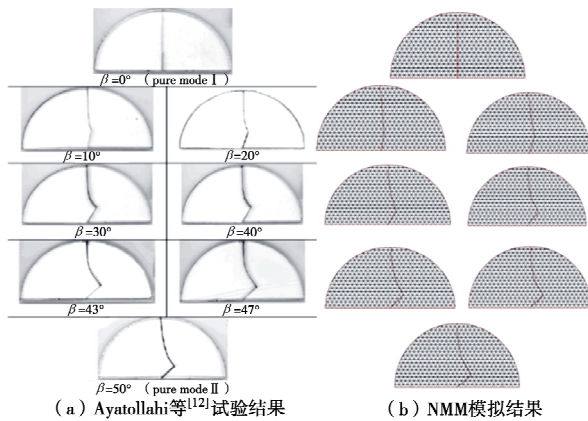 β=0° （pure mode Ⅰ）
β=10°
β=20°
β=30°
β=40°
β=43°
β=47°
β=50° （pure mode Ⅱ）
（a）Ayatollahi等[12]试验结果
（b）NMM模拟结果